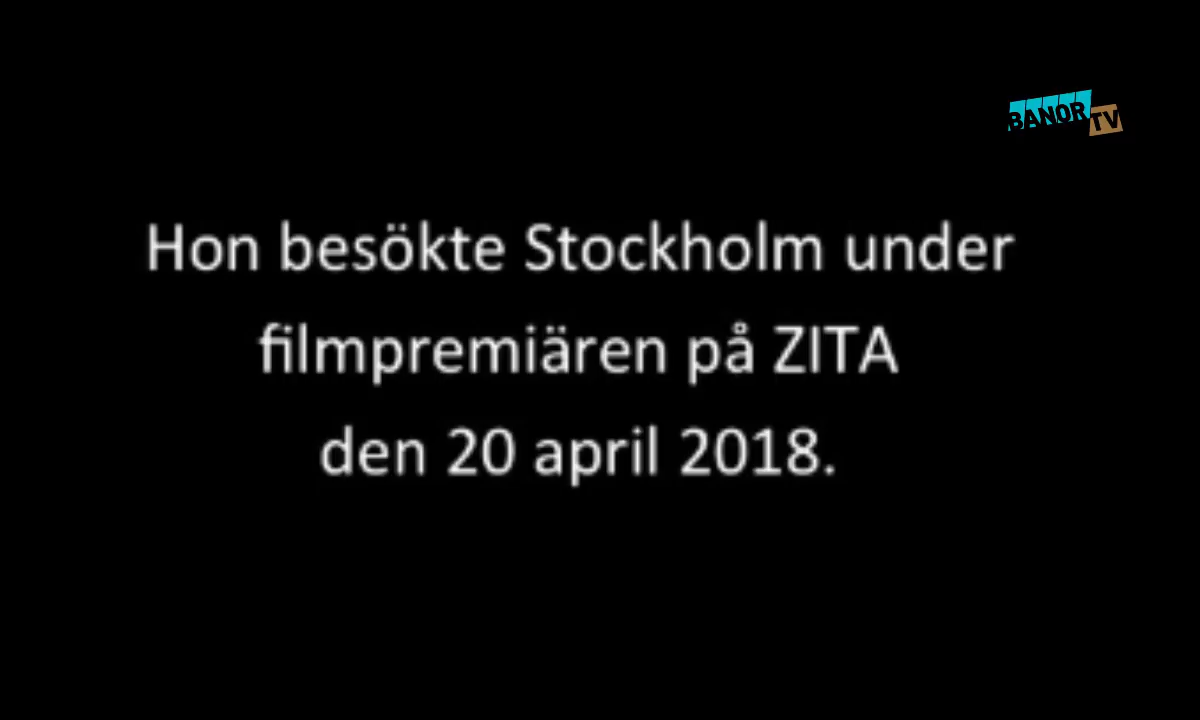 BANOR TV
Hon besökte Stockholm under
filmpremiären på ZITA
den 20 april 2018.